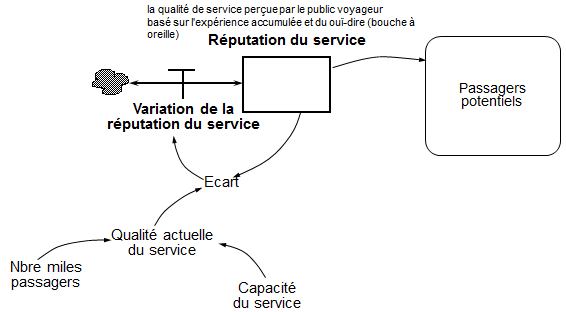 la qualité de service perçue par le public voyageur
basé sur l'expérience accumulée et du ouï-dire (bouche à
oreille)
Réputation du service
Passagers
potentiels
Variation de la
réputation du service
Ecart
Qualité actuelle
du service
Nbre miles
passagers
Capacité
du service